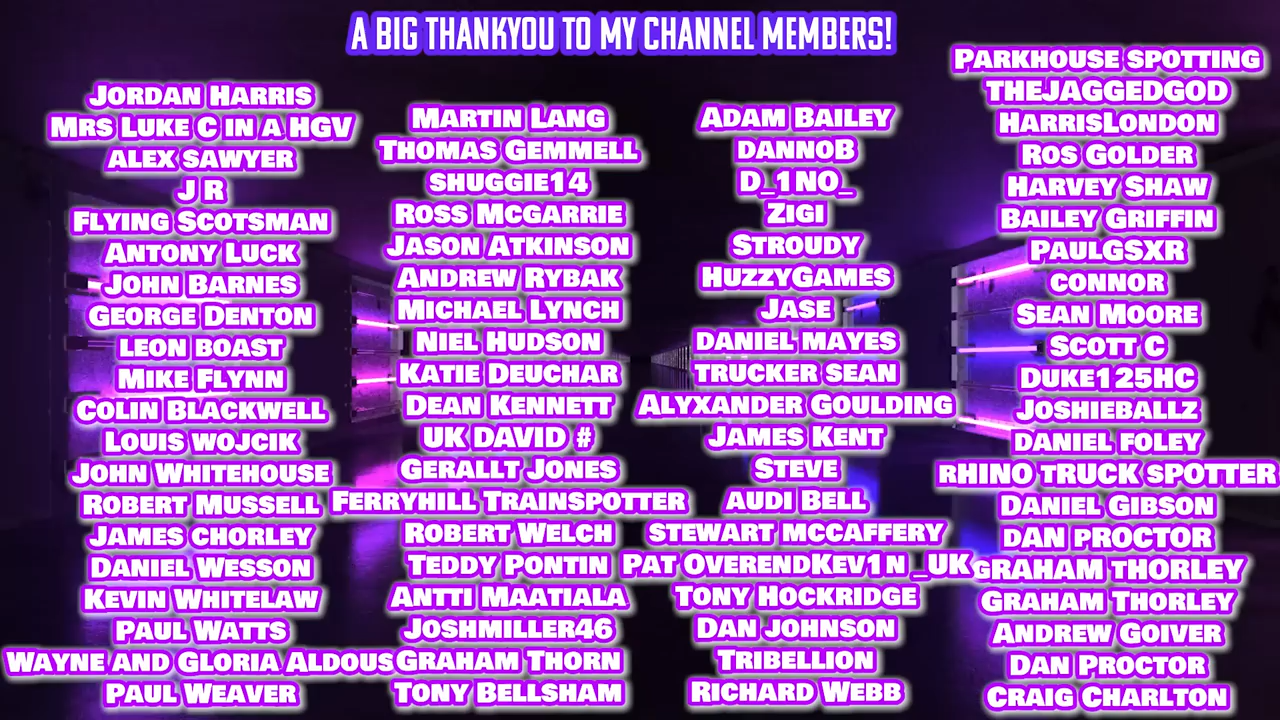 A BIG THANKYOU TO MY CHANNEL MEMBERS!
JORDAN HARRIS
MRS LUKE C IN A HGV
ALEX SAWYER
J R
FLYING SCOTSMAN
ANTONY LUCK
JOHN BARNES
GEORGE DENTON
LEON BOAST
MIKE FLYNN
COLIN BLACKWELL
LOUIS WOJCIK
JOHN WHITEHOUSE
ROBERT MUSSELL
JAMES CHORLEY
DANIEL WESSON
KEVIN WHITELAW
PAUL WATTS
WAYNE AND GLORIA ALDOUS
PAUL WEAVER
MARTIN LANG
THOMAS GEMMELL
SHUGGIE14
ROSS MCGARRIE
JASON ATKINSON
ANDREW RYBAK
MICHAEL LYNCH
NIEL HUDSON
KATIE DEUCHAR
DEAN KENNETT
UK DAVID #
GERALLT JONES
FERRYHILL TRAINSPOTTER
ROBERT WELCH
TEDDY PONTIN
ANTTI MAATIALA
JOSHMILLER46
GRAHAM THORN
TONY BELLSHAM
ADAM BAILEY
DANNOB
D_1NO_
ZIGI
STROUDY
HUZZYGAMES
JASE
DANIEL MAYES
TRUCKER SEAN
ALYXANDER GOULDING
JAMES KENT
STEVE
AUDI BELL
STEWART MCCAFFERY
PAT OVERENDKEV1N _UK
TONY HOCKRIDGE
DAN JOHNSON
TRIBELLION
RICHARD WEBB
PARKHOUSE SPOTTING
THEJAGGEDGOD
HARRISLONDON
ROS GOLDER
HARVEY SHAW
BAILEY GRIFFIN
PAULGSXR
CONNOR
SEAN MOORE
SCOTT C
DUKE125HC
JOSHIEBALLZ
DANIEL FOLEY
RHINO TRUCK SPOTTER
DANIEL GIBSON
DAN PROCTOR
GRAHAM THORLEY
GRAHAM THORLEY
ANDREW GOIVER
DAN PROCTOR
CRAIG CHARLTON